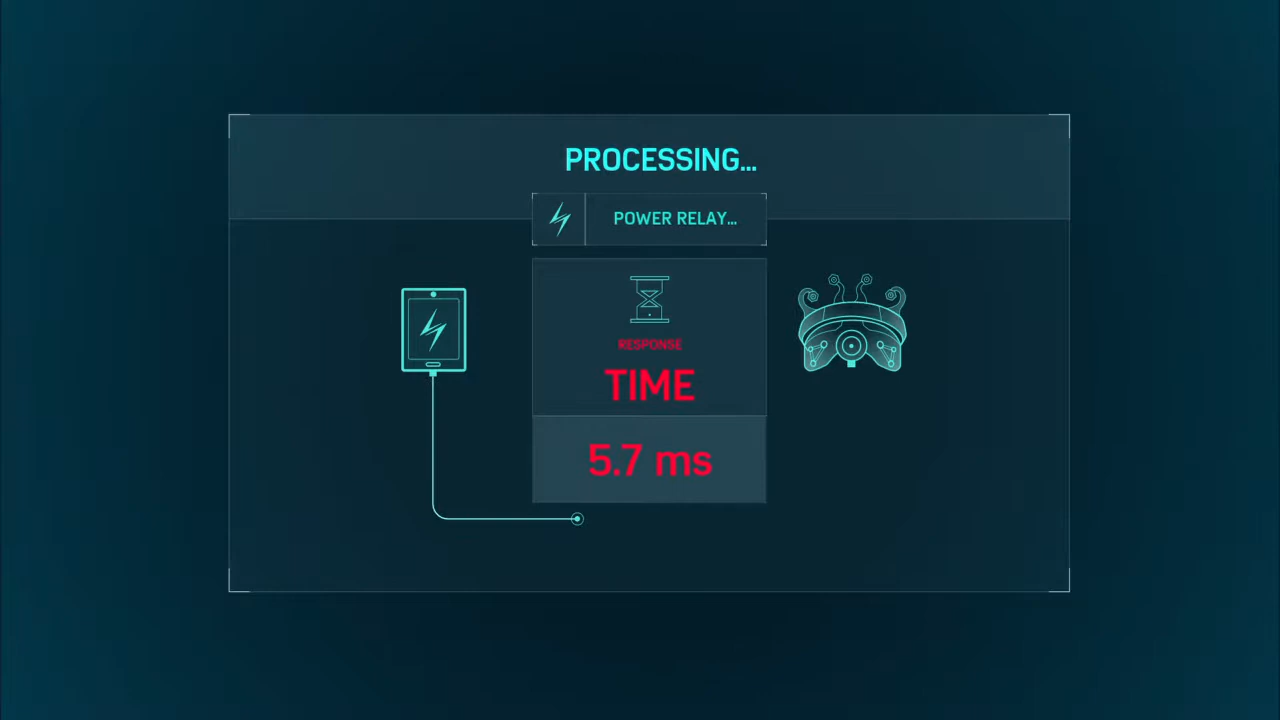 PROCESSING...
POWER RELAY...
RESPONSE
TIME
5.7 ms